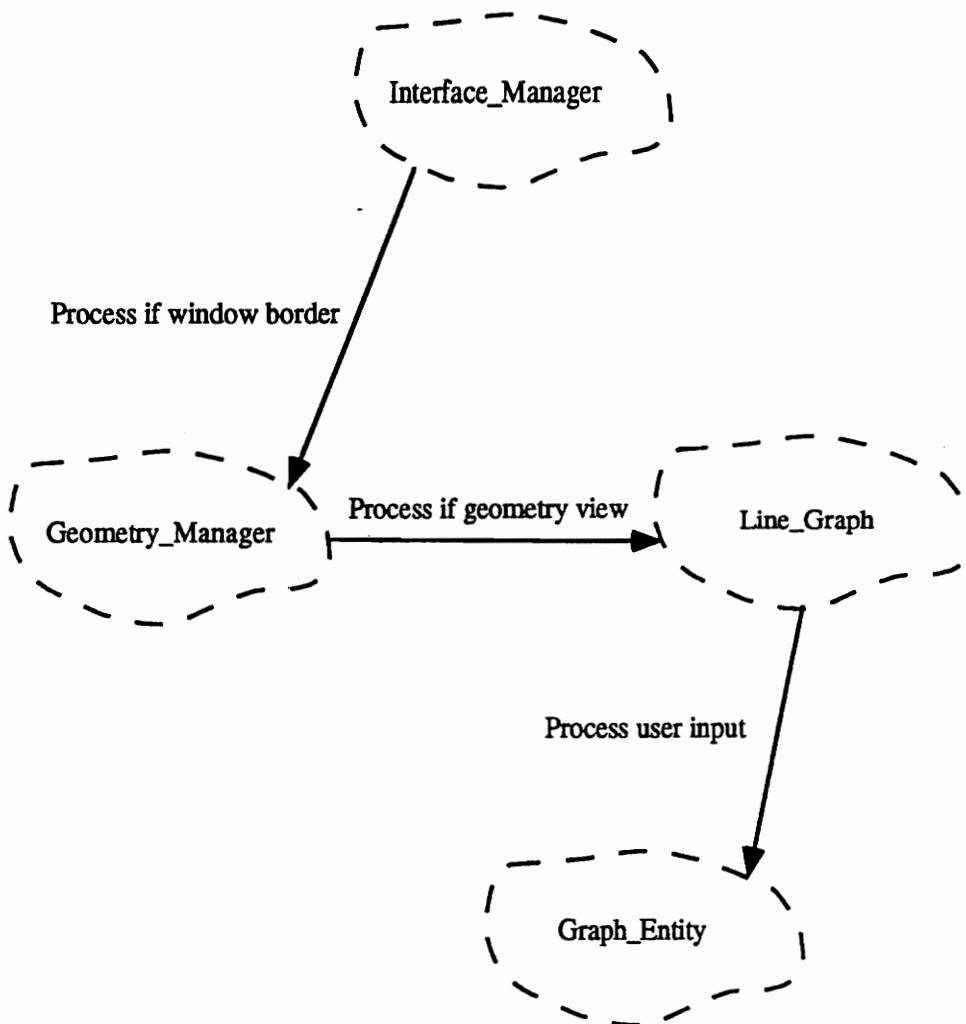 Interface_Manager
Process if window border
Geometry_Manager
Process if geometry view
Line_Graph
Process user input
Graph_Entity